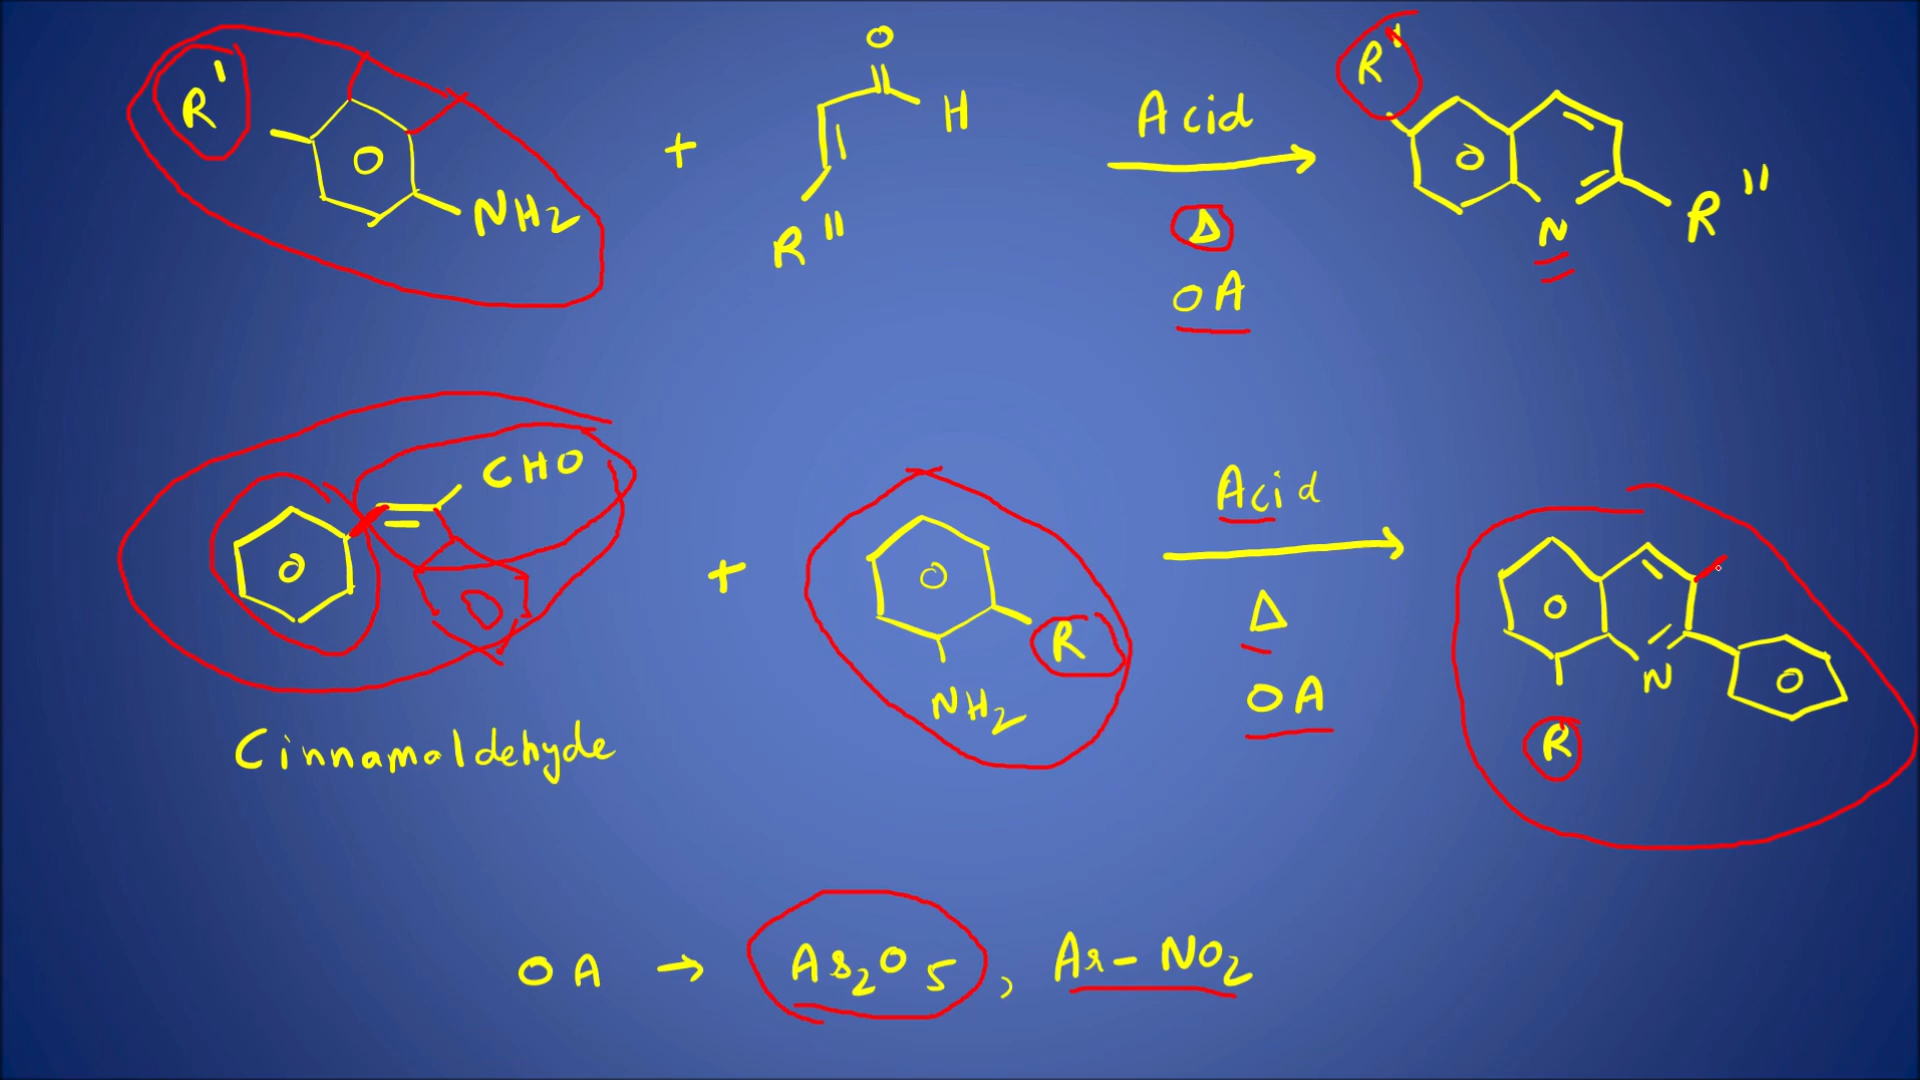 R' NH2 + O H R'' Acid Δ OA R' N R''
CHO + R NH2 Acid Δ OA N R
Cinnamaldehyde
OA → As2O5, Ar-NO2